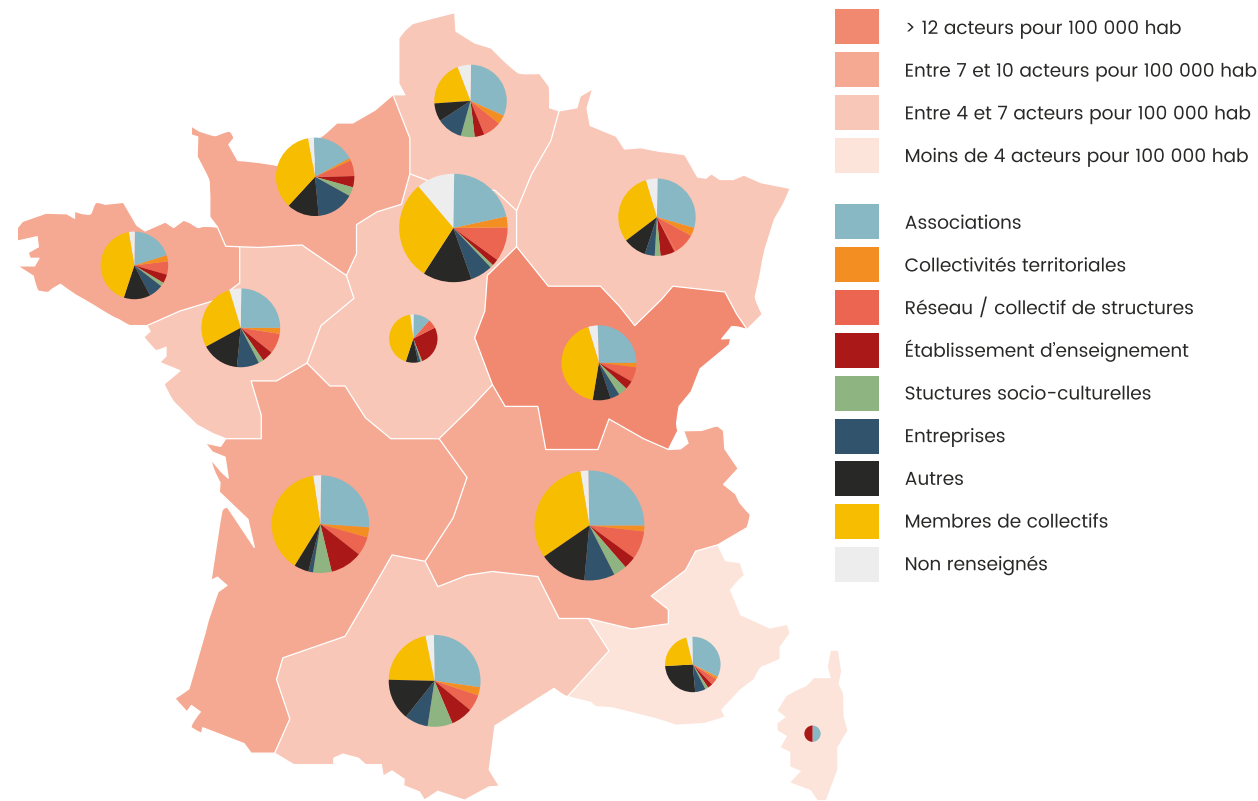 > 12 acteurs pour 100 000 hab
Entre 7 et 10 acteurs pour 100 000 hab
Entre 4 et 7 acteurs pour 100 000 hab
Moins de 4 acteurs pour 100 000 hab
Associations
Collectivités territoriales
Réseau / collectif de structures
Établissement d'enseignement
Stuctures socio-culturelles
Entreprises
Autres
Membres de collectifs
Non renseignés